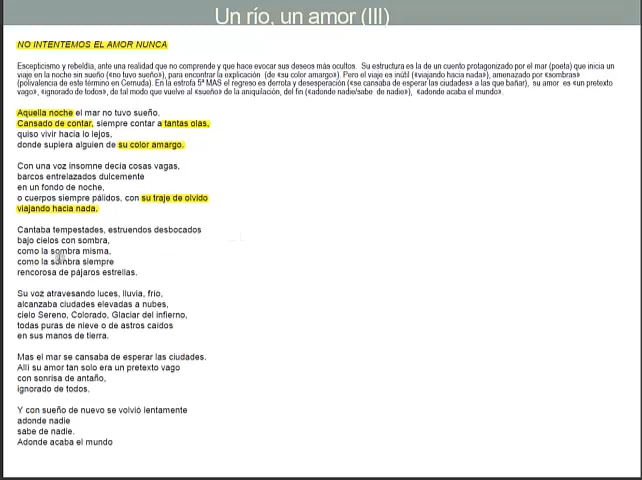 Un río, un amor (III)
NO INTENTEMOS EL AMOR NUNCA
Escepticismo y rebeldía, ante una realidad que no comprende y que hace evocar sus deseos más ocultos. Su estructura es la de un cuento protagonizado por el mar (poeta) que inicia un
viaje en la noche sin sueño («no tuvo sueño»), para encontrar la explicación (de «su color amargo»). Pero el viaje es inútil («viajando hacia nada»), amenazado por «sombras»
(polivalencia de este término en Cernuda). En la estrofa 5ª MAS el regreso es derrota y desesperación («se cansaba de esperar las ciudades» a las que bañar), su amor es «un pretexto
vago», «ignorado de todos», de tal modo que vuelve al «sueño» de la aniquilación, del fin («adonde nadie/sabe de nadie»), «adonde acaba el mundo».
Aquella noche el mar no tuvo sueño.
Cansado de contar, siempre contar a tantas olas,
quiso vivir hacia lo lejos,
donde supiera alguien de su color amargo.
Con una voz insomne decía cosas vagas,
barcos entrelazados dulcemente
en un fondo de noche,
o cuerpos siempre pálidos, con su traje de olvido
viajando hacia nada.
Cantaba tempestades, estruendos desbocados
bajo cielos con sombra,
como la sombra misma,
como la sombra siempre
rencorosa de pájaros estrellas.
Su voz atravesando luces, lluvia, frío,
alcanzaba ciudades elevadas a nubes,
cielo Sereno, Colorado, Glaciar del infierno,
todas puras de nieve o de astros caídos
en sus manos de tierra.
Mas el mar se cansaba de esperar las ciudades.
Allí su amor tan solo era un pretexto vago
con sonrisa de antaño,
ignorado de todos.
Y con sueño de nuevo se volvió lentamente
adonde nadie
sabe de nadie.
Adonde acaba el mundo